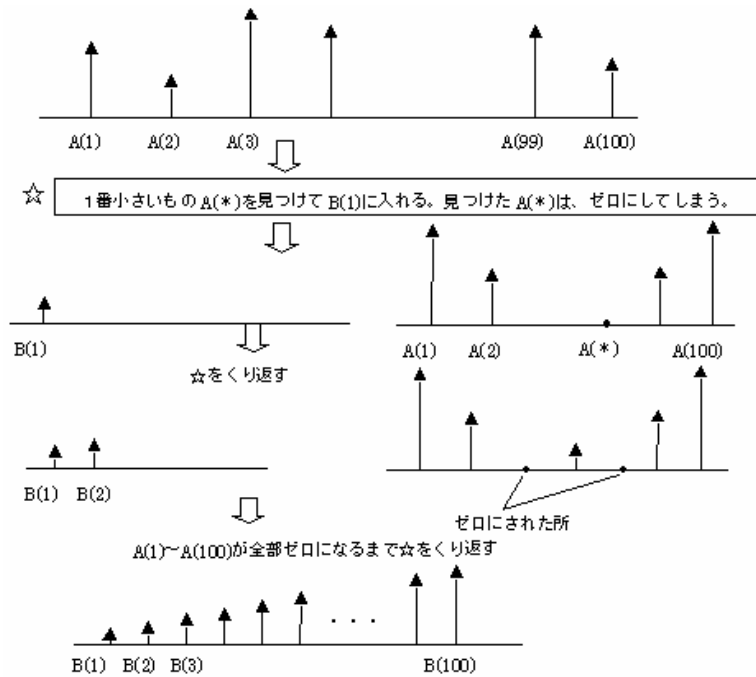 A(1) A(2) A(3) A(99) A(100)
☆ 1番小さいもの A(*)を見つけて B(1)に入れる。見つけた A(*)は、ゼロにしてしまう。
B(1)
A(1) A(2) A(*) A(100)
☆をくり返す
B(1) B(2)
ゼロにされた所
A(1)~A(100)が全部ゼロになるまで☆をくり返す
. . .
B(1) B(2) B(3) B(100)